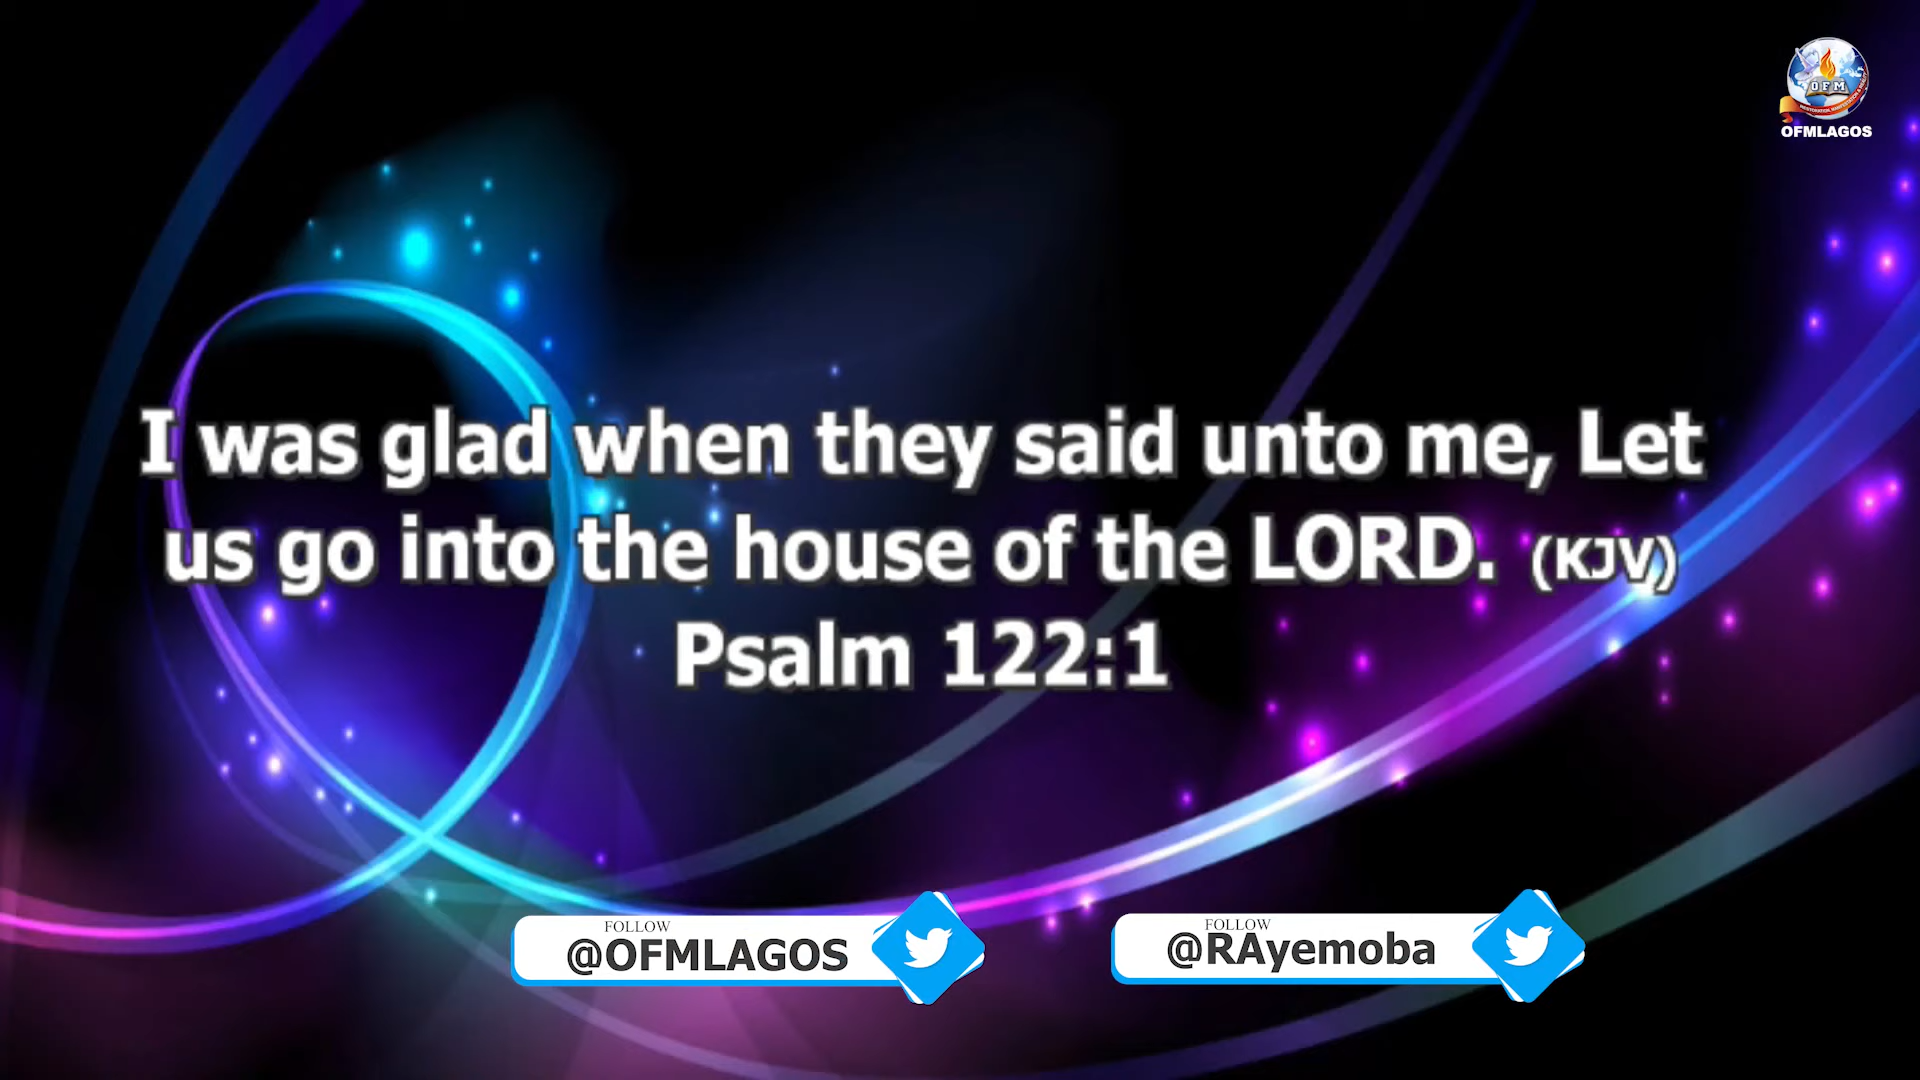 OFM
OFMLAGOS
I was glad when they said unto me, Let
us go into the house of the LORD. (KJV)
Psalm 122:1
FOLLOW
@OFMLAGOS
FOLLOW
@RAyemoba